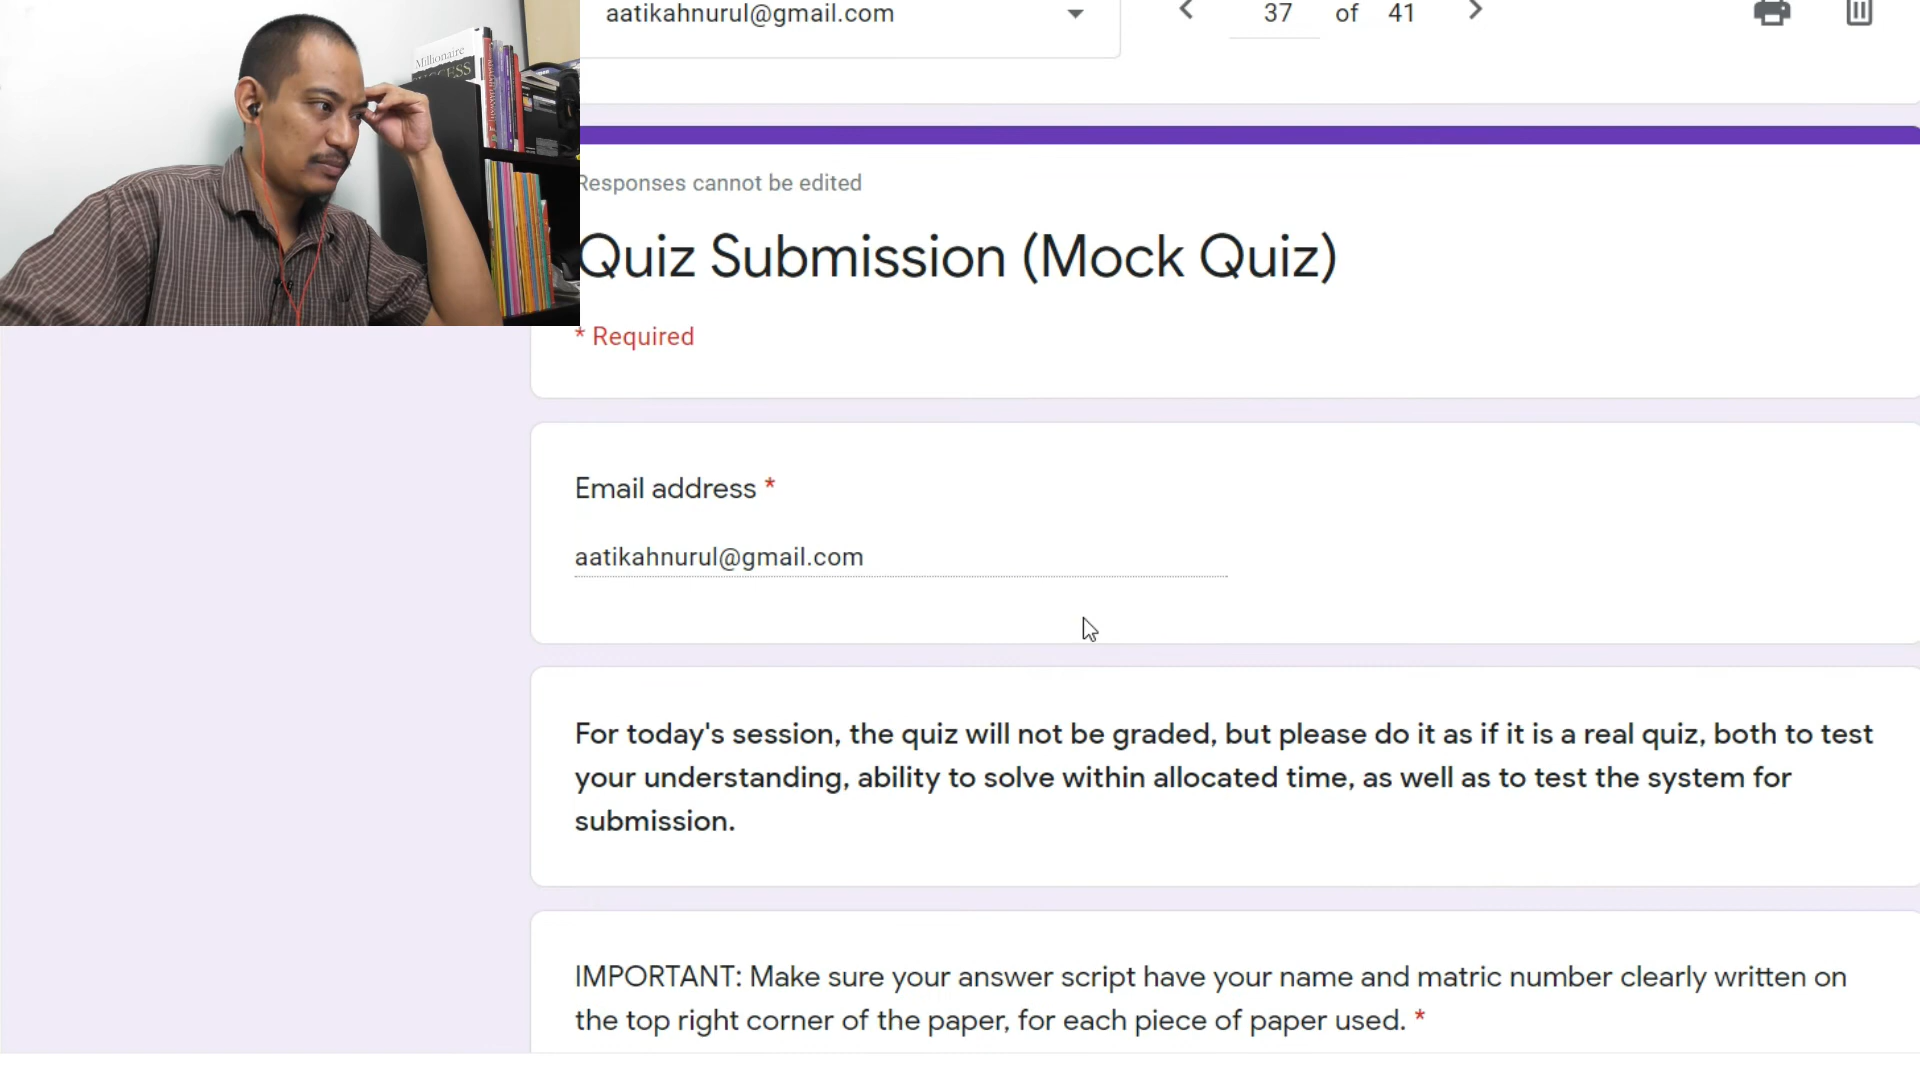 aatikahnurul@gmail.com
37 of 41
Millionaire
Responses cannot be edited
Quiz Submission (Mock Quiz)
* Required
Email address *
aatikahnurul@gmail.com
For today's session, the quiz will not be graded, but please do it as if it is a real quiz, both to test
your understanding, ability to solve within allocated time, as well as to test the system for
submission.
IMPORTANT: Make sure your answer script have your name and matric number clearly written on
the top right corner of the paper, for each piece of paper used. *